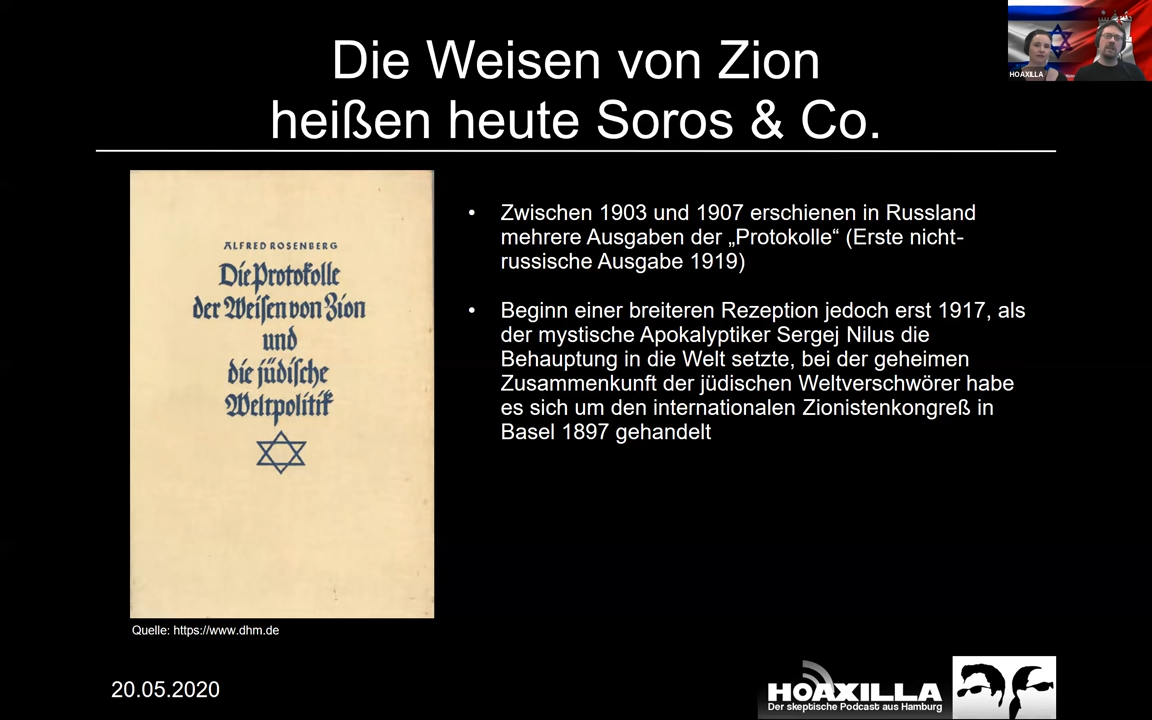 HOAXILLA
Die Weisen von Zion
heißen heute Soros & Co.
ALFRED ROSENBERG
Die Protokolle
der Weisen von Zion
und
die jüdische
Weltpolitik
Quelle: https://www.dhm.de
• Zwischen 1903 und 1907 erschienen in Russland
mehrere Ausgaben der „Protokolle“ (Erste nicht-
russische Ausgabe 1919)
• Beginn einer breiteren Rezeption jedoch erst 1917, als
der mystische Apokalyptiker Sergej Nilus die
Behauptung in die Welt setzte, bei der geheimen
Zusammenkunft der jüdischen Weltverschwörer habe
es sich um den internationalen Zionistenkongreß in
Basel 1897 gehandelt
20.05.2020
HOAXILLA
Der skeptische Podcast aus Hamburg